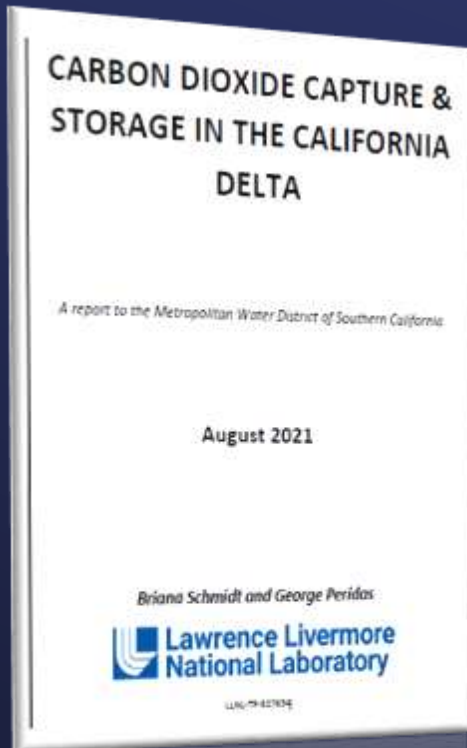 CARBON DIOXIDE CAPTURE &
STORAGE IN THE CALIFORNIA
DELTA
A report to the Metropolitan Water District of Southern California
August 2021
Briana Schmidt and George Peridas
Lawrence Livermore
National Laboratory